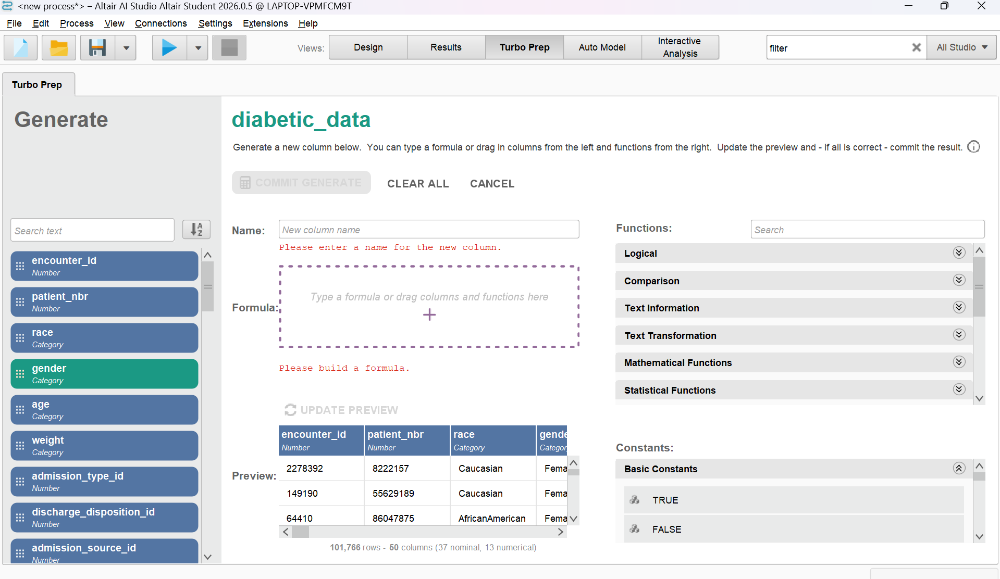 <new process*> – Altair AI Studio Altair Student 2026.0.5 @ LAPTOP-VPMFCM9T
File Edit Process View Connections Settings Extensions Help
Views: Design Results Turbo Prep Auto Model Interactive Analysis filter All Studio
Turbo Prep
Generate
diabetic_data
Generate a new column below. You can type a formula or drag in columns from the left and functions from the right. Update the preview and - if all is correct - commit the result.
COMMIT GENERATE CLEAR ALL CANCEL
Search text
encounter_id
Number
patient_nbr
Number
race
Category
gender
Category
age
Category
weight
Category
admission_type_id
Number
discharge_disposition_id
Number
admission_source_id
Number
Name: New column name
Please enter a name for the new column.
Formula: Type a formula or drag columns and functions here
Please build a formula.
UPDATE PREVIEW
Preview:
encounter_id patient_nbr race gende
Number Number Category Categor
2278392 8222157 Caucasian Fema
149190 55629189 Caucasian Fema
64410 86047875 AfricanAmerican Fema
101,766 rows - 50 columns (37 nominal, 13 numerical)
Functions: Search
Logical
Comparison
Text Information
Text Transformation
Mathematical Functions
Statistical Functions
Constants:
Basic Constants
TRUE
FALSE